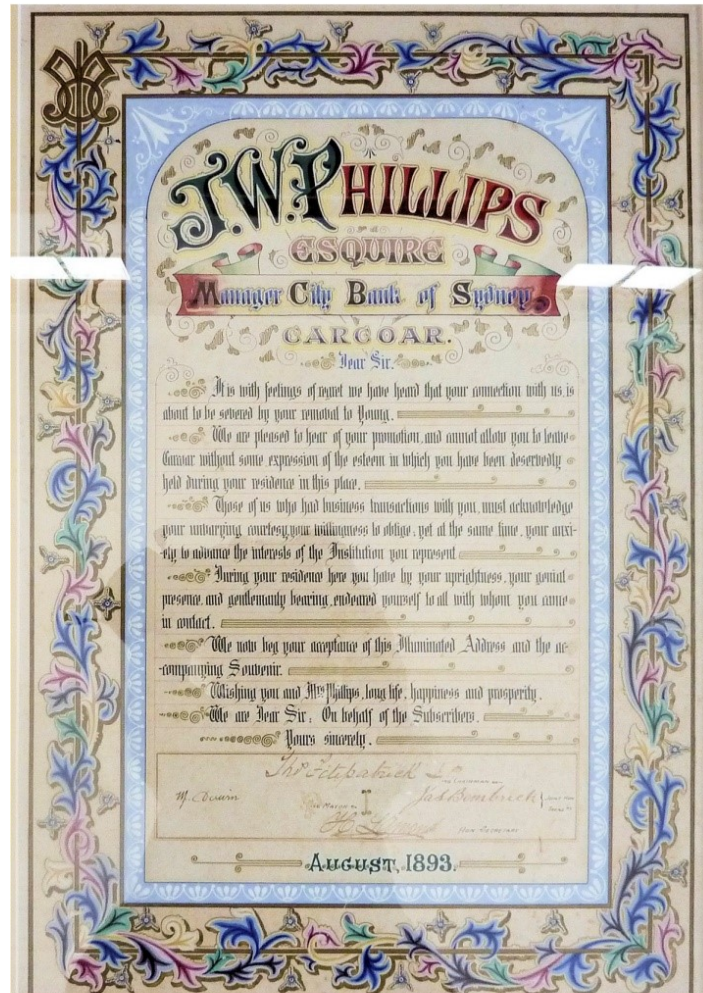 J.W. PHILLIPS
ESQUIRE
Manager City Bank of Sydney
CARCOAR.
Dear Sir.
It is with feelings of regret we have heard that your connection with us, is
about to be severed by your removal to Young.
We are pleased to hear of your promotion, and cannot allow you to leave
Carcoar without some expression of the esteem in which you have been deservedly
held during your residence in this place.
Those of us who had business transactions with you, must acknowledge
your unvarying courtesy, your willingness to oblige, yet at the same time, your anxi-
ety to advance the interests of the Institution you represent
During your residence here you have by your uprightness, your genial
presence, and gentlemanly bearing, endeared yourself to all with whom you came
in contact.
We now beg your acceptance of this Illuminated Address and the ac-
-companying Souvenir.
Wishing you and Mrs Phillips, long life, happiness and prosperity.
We are Dear Sir, On behalf of the Subscribers.
Yours sincerely.
Thos Fitzpatrick
CHAIRMAN
HON SECRETARY
AUGUST, 1893.